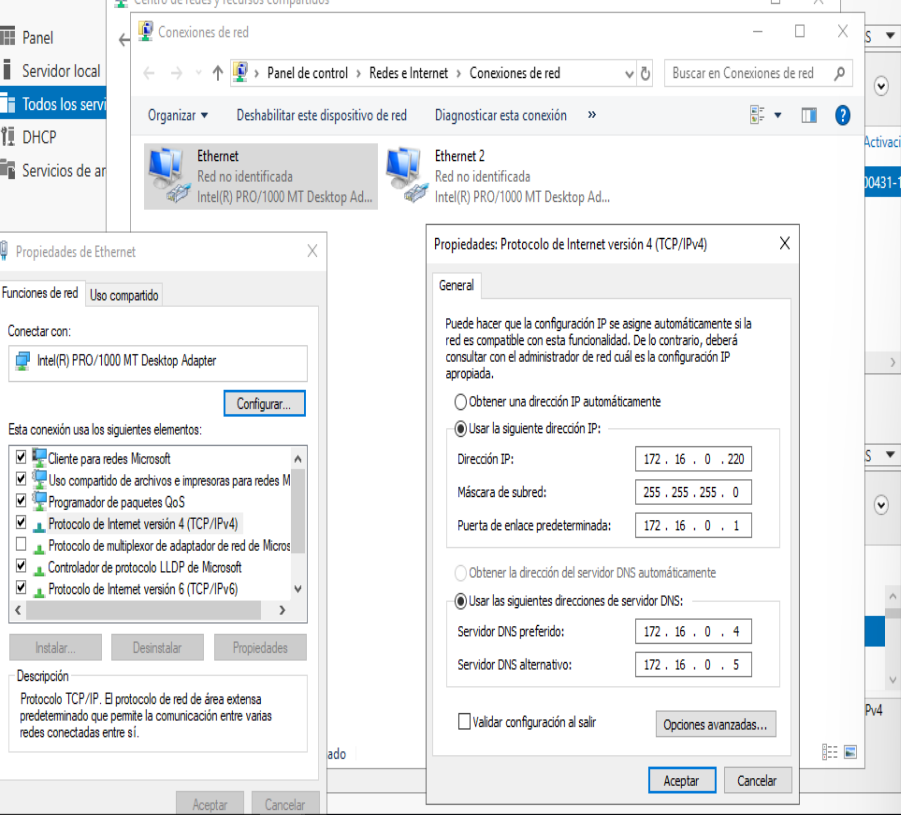 Centro de redes y recursos compartidos
Panel
Servidor local
Todos los servi
DHCP
Servicios de ar
Conexiones de red
Panel de control > Redes e Internet > Conexiones de red
Buscar en Conexiones de red
Organizar
Deshabilitar este dispositivo de red
Diagnosticar esta conexión
»
Ethernet
Red no identificada
Intel(R) PRO/1000 MT Desktop Ad...
Ethernet 2
Red no identificada
Intel(R) PRO/1000 MT Desktop Ad...
S
Activaci
00431-1
Propiedades de Ethernet
Funciones de red
Uso compartido
Conectar con:
Intel(R) PRO/1000 MT Desktop Adapter
Configurar...
Esta conexión usa los siguientes elementos:
Cliente para redes Microsoft
Uso compartido de archivos e impresoras para redes M
Programador de paquetes QoS
Protocolo de Internet versión 4 (TCP/IPv4)
Protocolo de multiplexor de adaptador de red de Micros
Controlador de protocolo LLDP de Microsoft
Protocolo de Internet versión 6 (TCP/IPv6)
Instalar...
Desinstalar
Propiedades
Descripción
Protocolo TCP/IP. El protocolo de red de área extensa
predeterminado que permite la comunicación entre varias
redes conectadas entre sí.
Aceptar
Cancelar
ado
Propiedades: Protocolo de Internet versión 4 (TCP/IPv4)
General
Puede hacer que la configuración IP se asigne automáticamente si la
red es compatible con esta funcionalidad. De lo contrario, deberá
consultar con el administrador de red cuál es la configuración IP
apropiada.
Obtener una dirección IP automáticamente
Usar la siguiente dirección IP:
Dirección IP:
172 . 16 . 0 . 220
Máscara de subred:
255 . 255 . 255 . 0
Puerta de enlace predeterminada:
172 . 16 . 0 . 1
Obtener la dirección del servidor DNS automáticamente
Usar las siguientes direcciones de servidor DNS:
Servidor DNS preferido:
172 . 16 . 0 . 4
Servidor DNS alternativo:
172 . 16 . 0 . 5
Validar configuración al salir
Opciones avanzadas...
Aceptar
Cancelar
S
Pv4